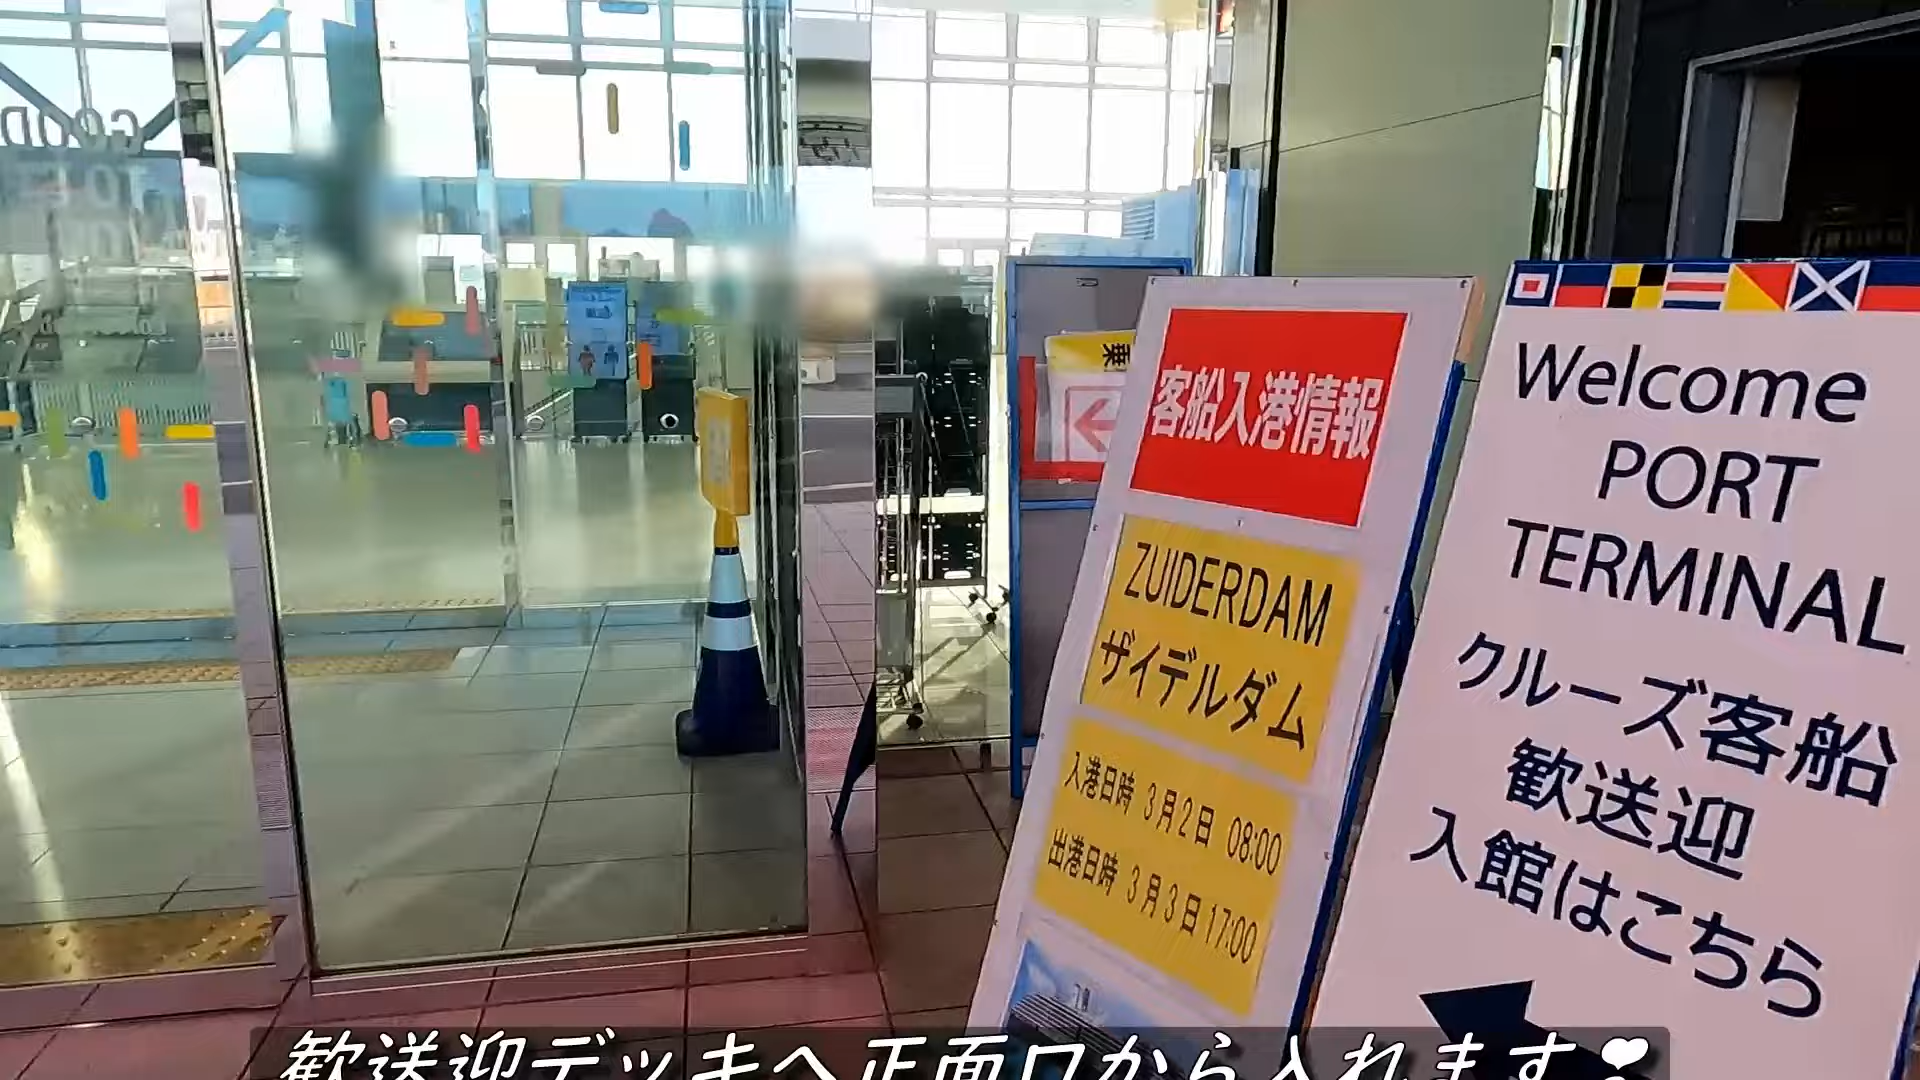 客船入港情報
ZUIDERDAM
ザイデルダム
入港日時 3月2日 08:00
出港日時 3月3日 17:00
Welcome
PORT
TERMINAL
クルーズ客船
歓送迎
入館はこちら
歓送迎デッキへ正面口から入れます❤